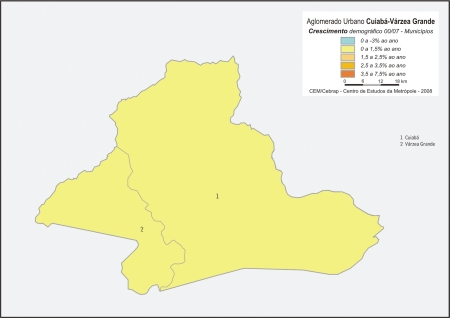 Aglomerado Urbano Cuiabá-Várzea Grande
Crescimento demográfico 00/07 - Municípios
0 a -3% ao ano
0 a 1,5% ao ano
1,5 a 2,5% ao ano
2,5 a 3,5% ao ano
3,5 a 7,5% ao ano
0 6 12 18 km
CEM/Cebrap - Centro de Estudos da Metrópole - 2008
1 Cuiabá
2 Várzea Grande
1
2